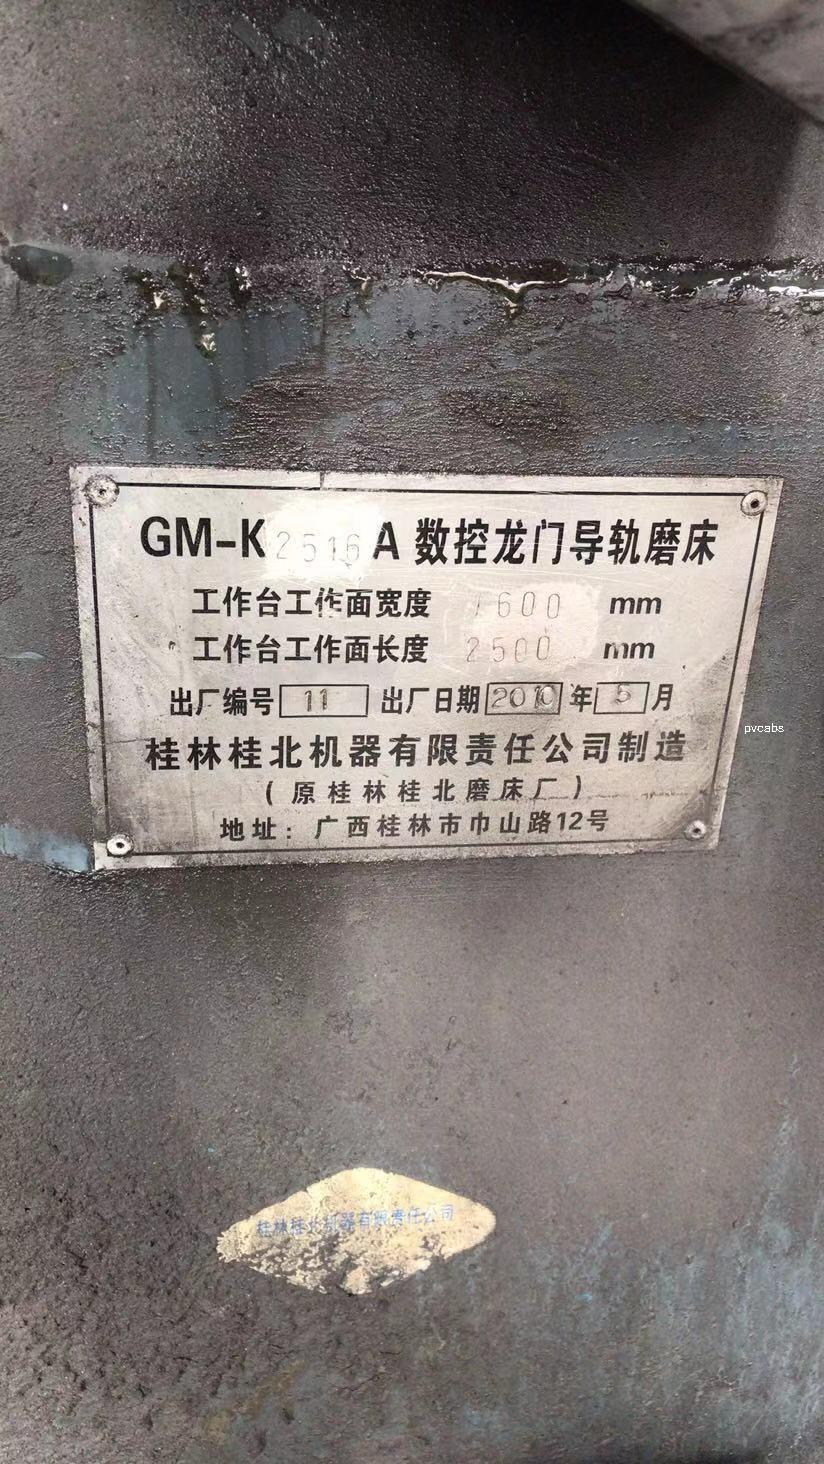 GM-K2516A 数控龙门导轨磨床
工作台工作面宽度 1600 mm
工作台工作面长度 2500 mm
出厂编号 11 出厂日期 2010 年 5 月
桂林桂北机器有限责任公司制造
(原桂林桂北磨床厂)
地址：广西桂林市巾山路12号
pvcabs
桂林桂北机器有限责任公司